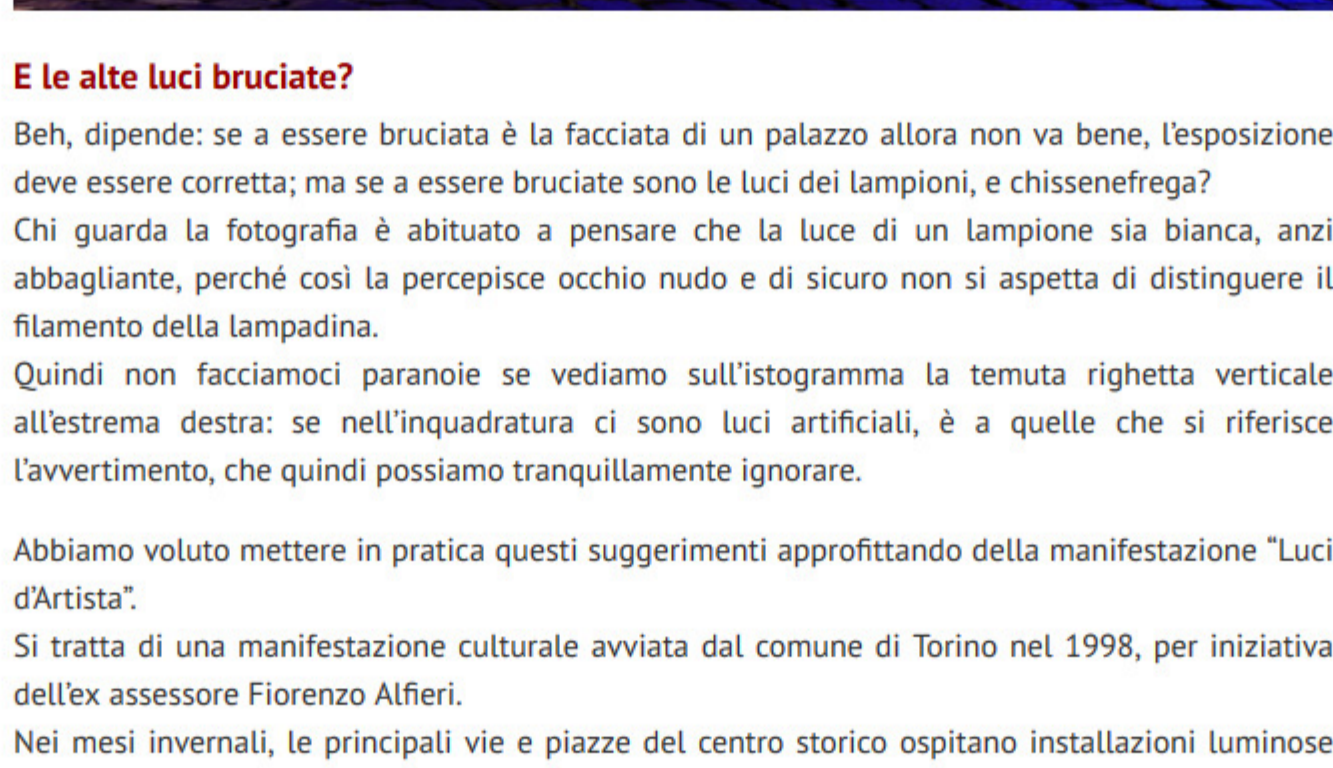 E le alte luci bruciate?
Beh, dipende: se a essere bruciata è la facciata di un palazzo allora non va bene, l’esposizione
deve essere corretta; ma se a essere bruciate sono le luci dei lampioni, e chissenefrega?
Chi guarda la fotografia è abituato a pensare che la luce di un lampione sia bianca, anzi
abbagliante, perché così la percepisce occhio nudo e di sicuro non si aspetta di distinguere il
filamento della lampadina.
Quindi non facciamoci paranoie se vediamo sull’istogramma la temuta righetta verticale
all’estrema destra: se nell’inquadratura ci sono luci artificiali, è a quelle che si riferisce
l’avvertimento, che quindi possiamo tranquillamente ignorare.
Abbiamo voluto mettere in pratica questi suggerimenti approfittando della manifestazione “Luci
d’Artista”.
Si tratta di una manifestazione culturale avviata dal comune di Torino nel 1998, per iniziativa
dell’ex assessore Fiorenzo Alfieri.
Nei mesi invernali, le principali vie e piazze del centro storico ospitano installazioni luminose